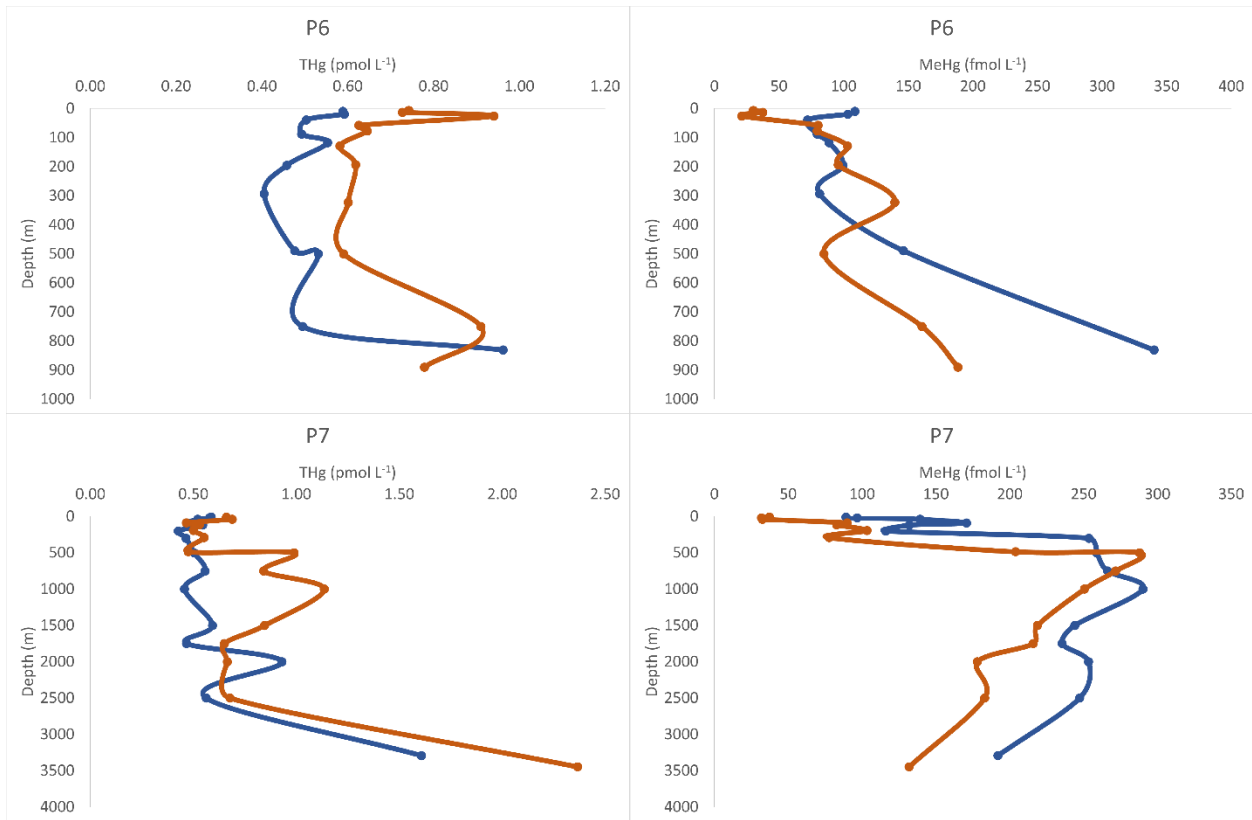 P6
THg (pmol L⁻¹)
0.00 0.20 0.40 0.60 0.80 1.00 1.20
0
100
200
300
400
500
600
700
800
900
1000
Depth (m)
P6
MeHg (fmol L⁻¹)
0 50 100 150 200 250 300 350 400
0
100
200
300
400
500
600
700
800
900
1000
Depth (m)
P7
THg (pmol L⁻¹)
0.00 0.50 1.00 1.50 2.00 2.50
0
500
1000
1500
2000
2500
3000
3500
4000
Depth (m)
P7
MeHg (fmol L⁻¹)
0 50 100 150 200 250 300 350
0
500
1000
1500
2000
2500
3000
3500
4000
Depth (m)